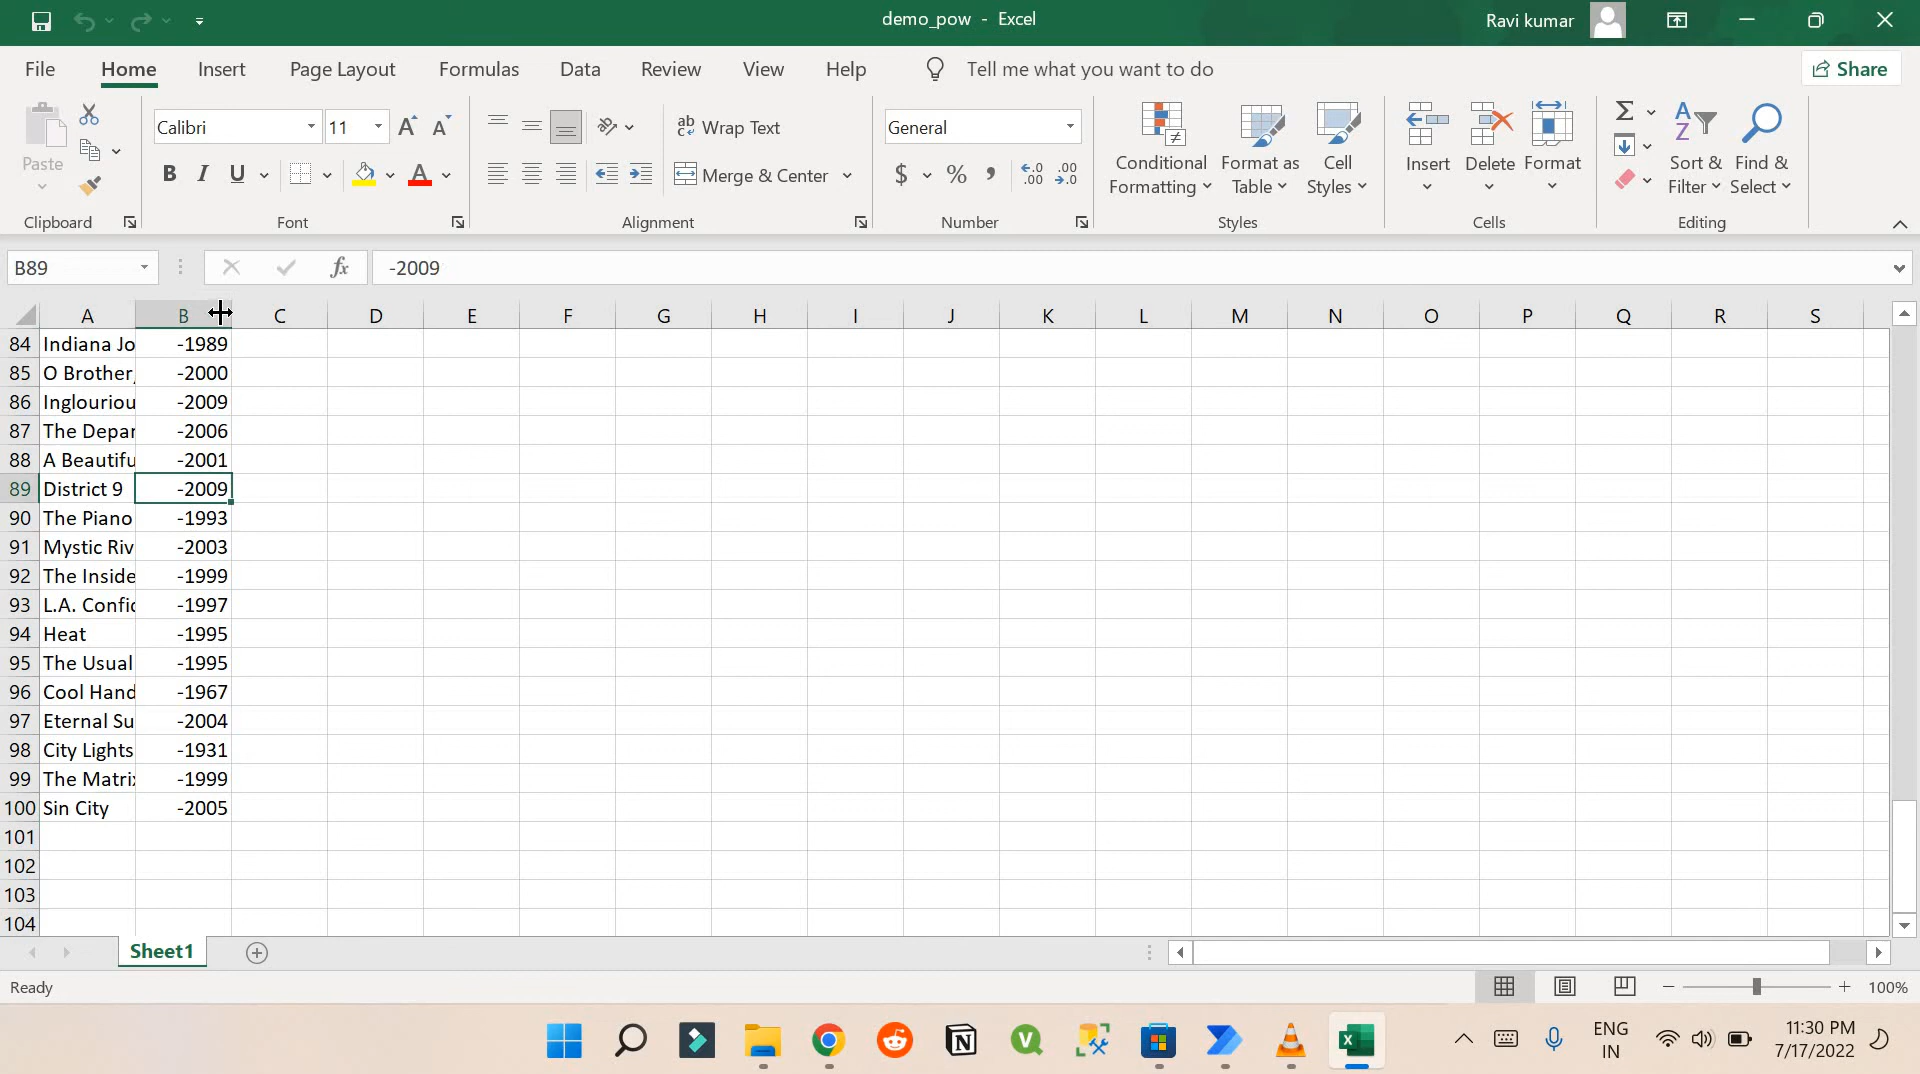 demo_pow - Excel
Ravi kumar
File Home Insert Page Layout Formulas Data Review View Help Tell me what you want to do Share
Paste
Clipboard
Calibri 11
B I U A
Font
ab Wrap Text
Merge & Center
Alignment
General
$ % , .0 .00
Number
Conditional Formatting
Format as Table
Cell Styles
Styles
Insert Delete Format
Cells
Sort & Filter
Find & Select
Editing
B89 fx -2009
A B C D E F G H I J K L M N O P Q R S
84 Indiana Jo -1989
85 O Brother, -2000
86 Inglouriou -2009
87 The Depar -2006
88 A Beautifu -2001
89 District 9 -2009
90 The Piano -1993
91 Mystic Riv -2003
92 The Inside -1999
93 L.A. Confid -1997
94 Heat -1995
95 The Usual -1995
96 Cool Hand -1967
97 Eternal Su -2004
98 City Lights -1931
99 The Matrix -1999
100 Sin City -2005
101
102
103
104
Sheet1
Ready
100%
ENG
IN
11:30 PM
7/17/2022